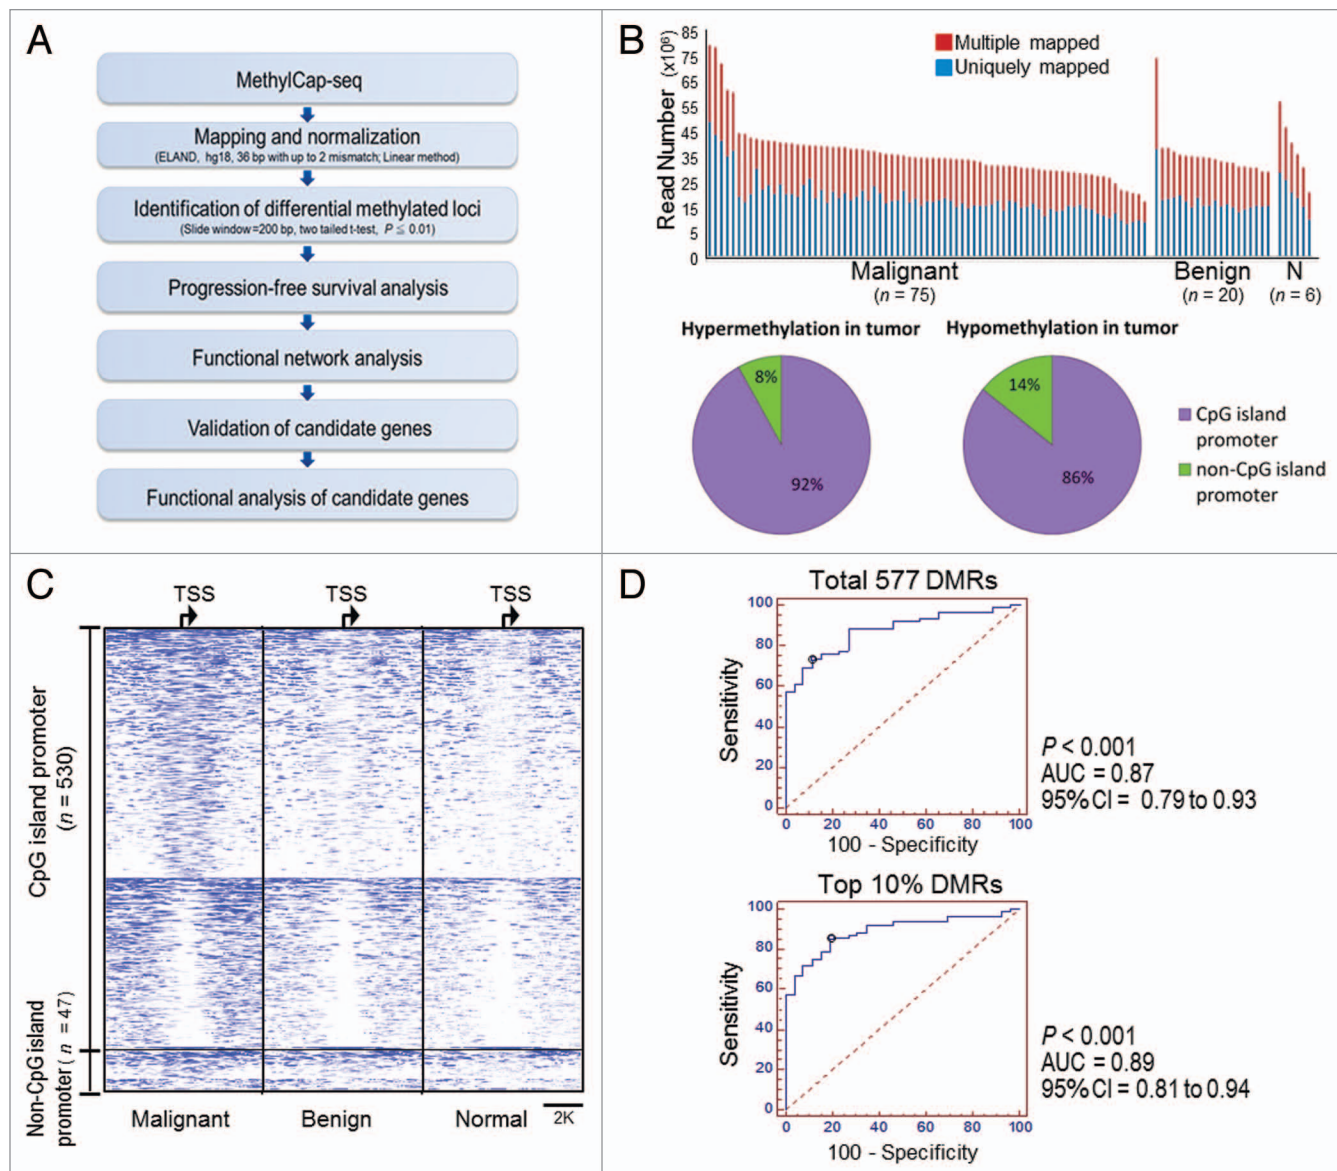 A
MethylCap-seq
Mapping and normalization
(ELAND, hg18, 36 bp with up to 2 mismatch; Linear method)
Identification of differential methylated loci
(Slide window=200 bp, two tailed t-test, P ≦ 0.01)
Progression-free survival analysis
Functional network analysis
Validation of candidate genes
Functional analysis of candidate genes
B
Read Number (x10⁶)
85
75
65
55
45
35
25
15
5
0
Multiple mapped
Uniquely mapped
Malignant
(n = 75)
Benign
(n = 20)
N
(n = 6)
Hypermethylation in tumor
8%
92%
Hypomethylation in tumor
14%
86%
CpG island
promoter
non-CpG island
promoter
C
TSS
TSS
TSS
CpG island promoter
(n = 530)
Non-CpG island
promoter ( n = 47)
Malignant
Benign
Normal
2K
D
Total 577 DMRs
Sensitivity
100
80
60
40
20
0
0 20 40 60 80 100
100 - Specificity
P < 0.001
AUC = 0.87
95% CI = 0.79 to 0.93
Top 10% DMRs
Sensitivity
100
80
60
40
20
0
0 20 40 60 80 100
100 - Specificity
P < 0.001
AUC = 0.89
95% CI = 0.81 to 0.94